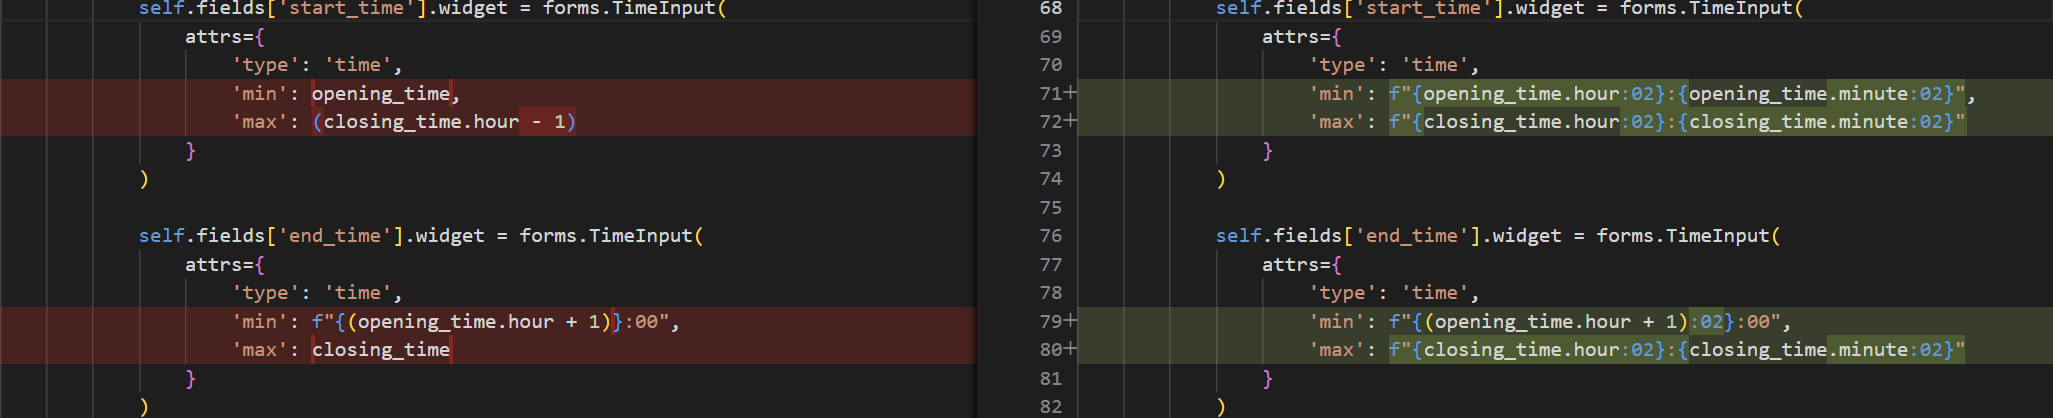 self.fields['start_time'].widget = forms.TimeInput(
attrs={
'type': 'time',
'min': opening_time,
'max': (closing_time.hour - 1)
}
)
self.fields['end_time'].widget = forms.TimeInput(
attrs={
'type': 'time',
'min': f"{(opening_time.hour + 1)}:00",
'max': closing_time
}
)
68 self.fields['start_time'].widget = forms.TimeInput(
69 attrs={
70 'type': 'time',
71+ 'min': f"{opening_time.hour:02}:{opening_time.minute:02}",
72+ 'max': f"{closing_time.hour:02}:{closing_time.minute:02}"
73 }
74 )
75
76 self.fields['end_time'].widget = forms.TimeInput(
77 attrs={
78 'type': 'time',
79+ 'min': f"{(opening_time.hour + 1):02}:00",
80+ 'max': f"{closing_time.hour:02}:{closing_time.minute:02}"
81 }
82 )